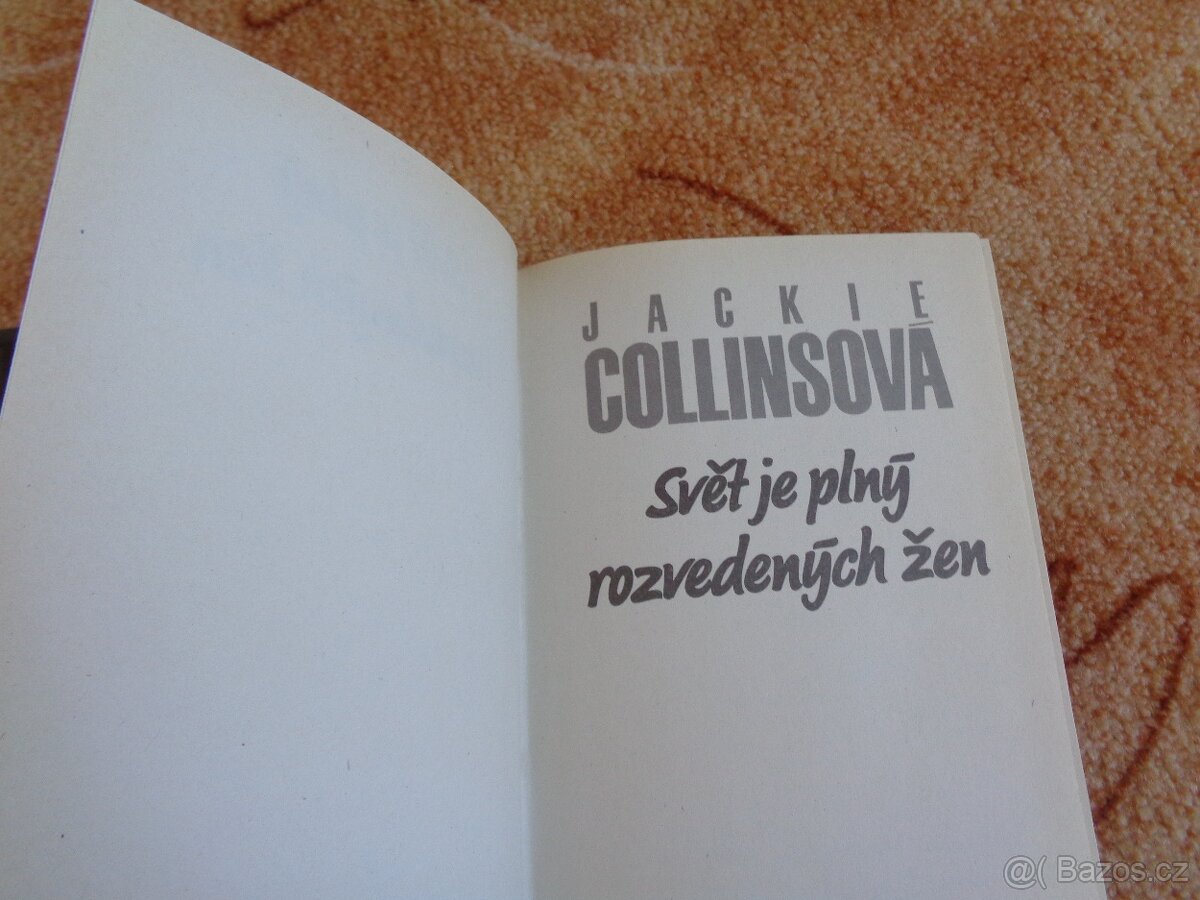 JACKIE
COLLINSOVÁ
Svět je plný
rozvedených žen
@( Bazos.cz